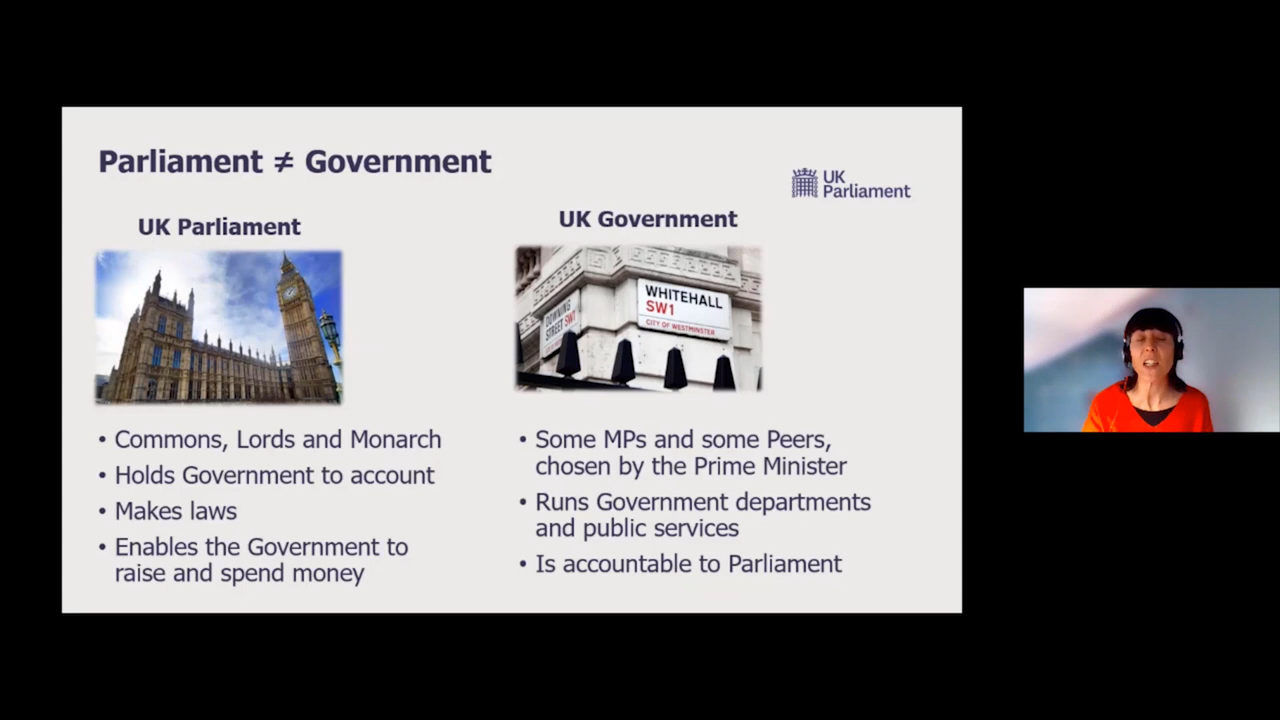 Parliament ≠ Government
UK
Parliament
UK Parliament
• Commons, Lords and Monarch
• Holds Government to account
• Makes laws
• Enables the Government to
raise and spend money
UK Government
DOWNING
STREET SW1
WHITEHALL
SW1
CITY OF WESTMINSTER
• Some MPs and some Peers,
chosen by the Prime Minister
• Runs Government departments
and public services
• Is accountable to Parliament